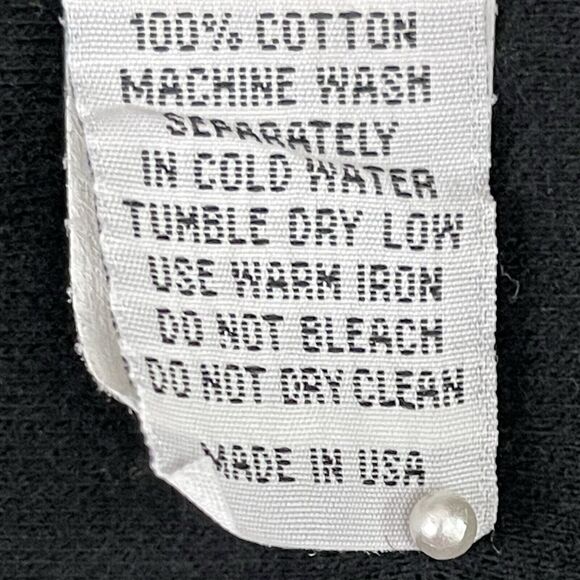 100% COTTON
MACHINE WASH
SEPARATELY
IN COLD WATER
TUMBLE DRY LOW
USE WARM IRON
DO NOT BLEACH
DO NOT DRY CLEAN
MADE IN USA